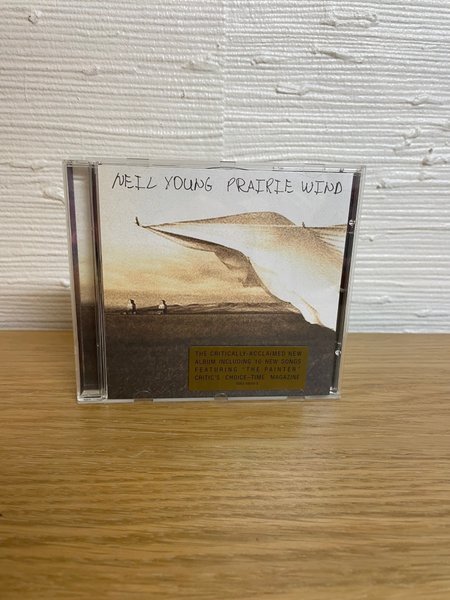 NEIL YOUNG PRAIRIE WIND
THE CRITICALLY-ACCLAIMED NEW
ALBUM INCLUDING 10 NEW SONGS
FEATURING "THE PAINTER"
CRITIC'S CHOICE–TIME MAGAZINE